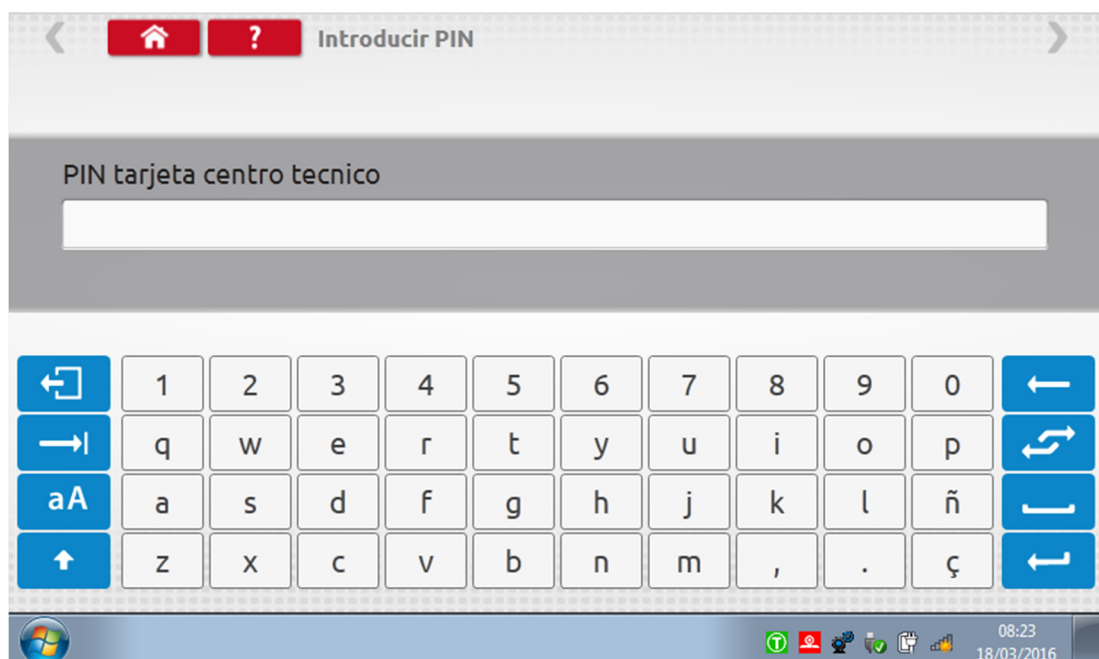 ? Introducir PIN
PIN tarjeta centro tecnico
1 2 3 4 5 6 7 8 9 0
q w e r t y u i o p
aA a s d f g h j k l ñ
z x c v b n m , . ç
T 08:23
18/03/2016